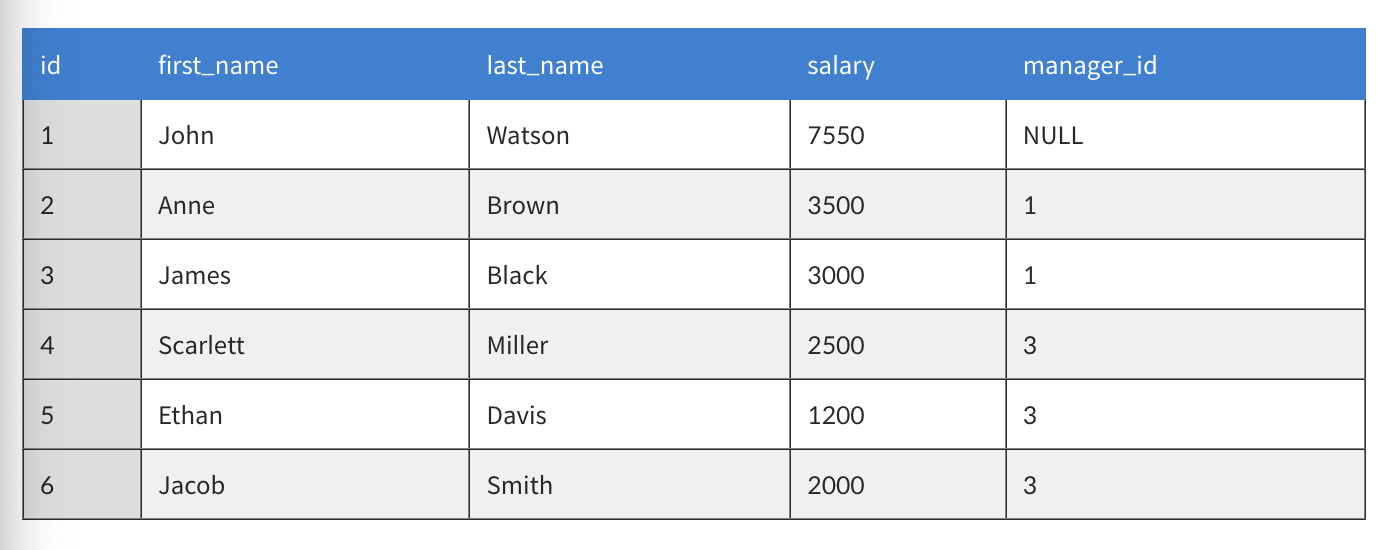 id first_name last_name salary manager_id
1 John Watson 7550 NULL
2 Anne Brown 3500 1
3 James Black 3000 1
4 Scarlett Miller 2500 3
5 Ethan Davis 1200 3
6 Jacob Smith 2000 3